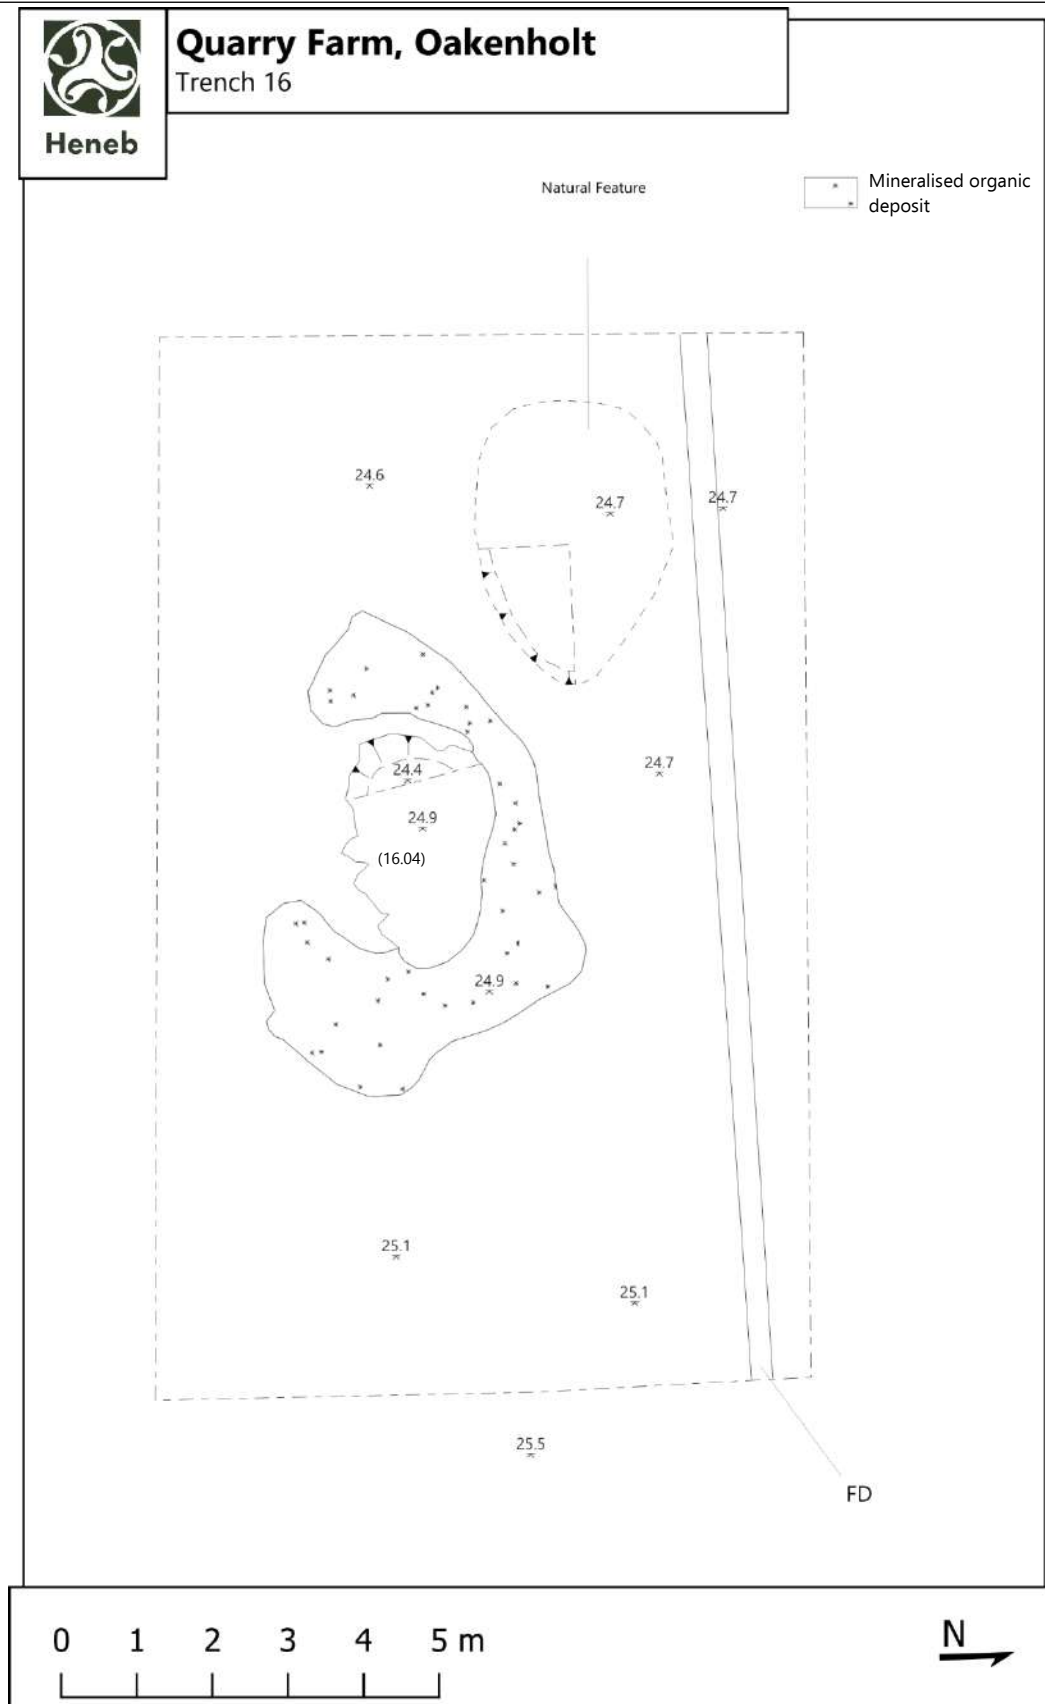 Quarry Farm, Oakenholt
Trench 16
Heneb
Natural Feature
Mineralised organic
deposit
24.6
24.7
24.7
24.4
24.7
24.9
(16.04)
24.9
25.1
25.1
25.5
FD
0 1 2 3 4 5 m
N